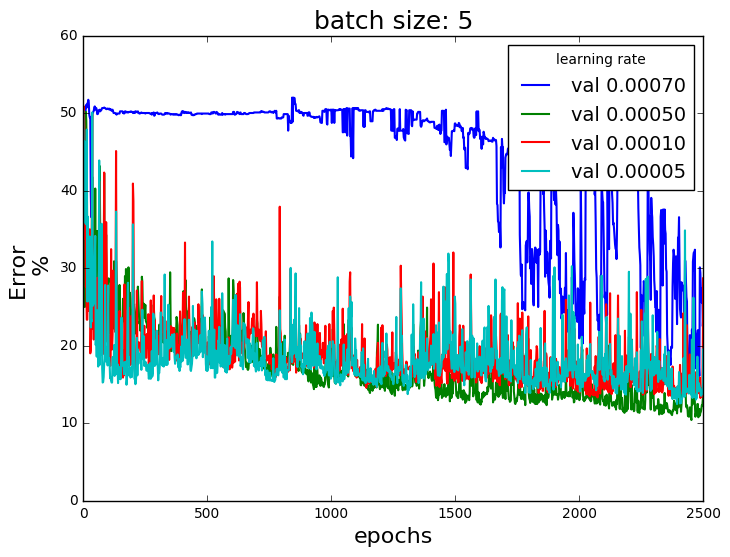 batch size: 5
60
50
40
30
20
10
0
Error
%
learning rate
val 0.00070
val 0.00050
val 0.00010
val 0.00005
0
500
1000
1500
2000
2500
epochs